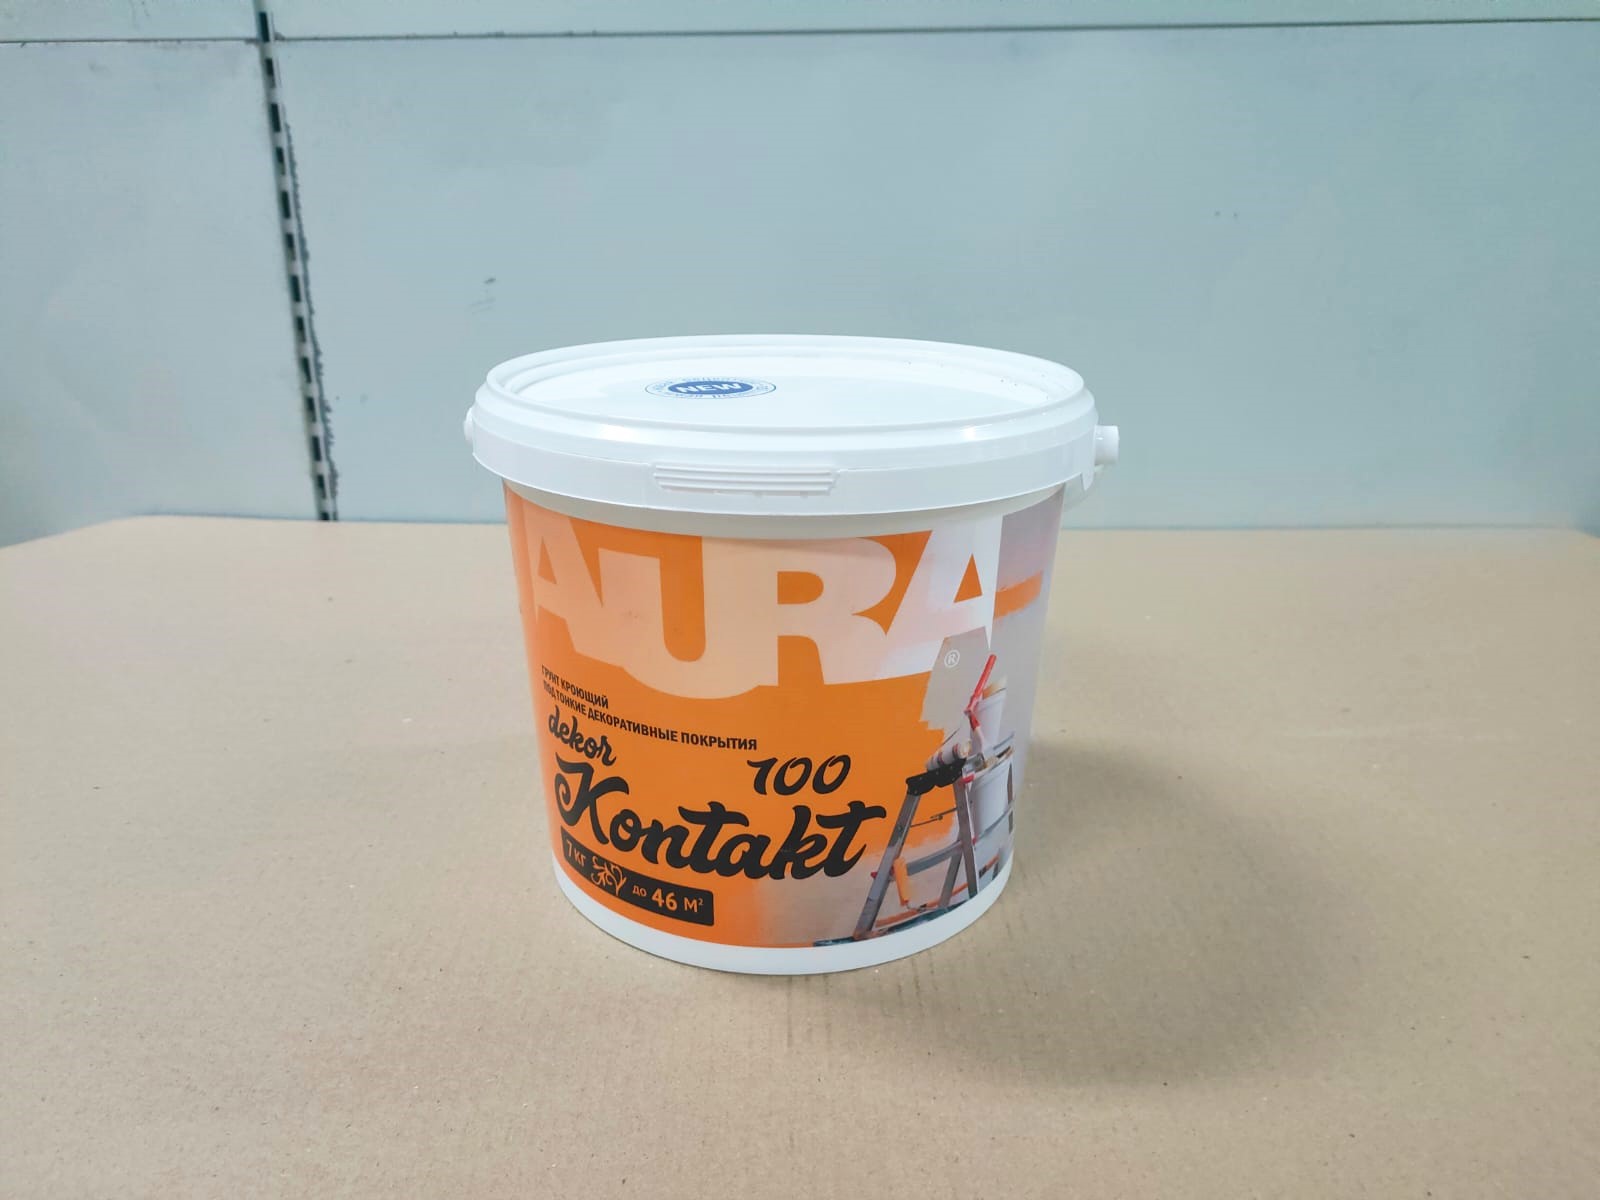 NEW
AURA
®
ГРУНТ КРОЮЩИЙ
ПОД ТОНКИЕ ДЕКОРАТИВНЫЕ ПОКРЫТИЯ
dekor
100
Kontakt
7 КГ до 46 М²